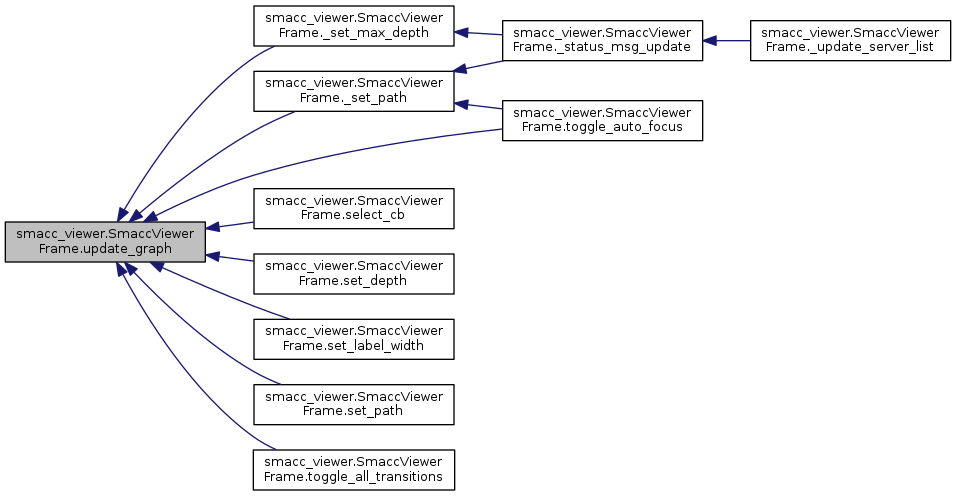 smacc_viewer.SmaccViewer
Frame._set_max_depth
smacc_viewer.SmaccViewer
Frame._status_msg_update
smacc_viewer.SmaccViewer
Frame._update_server_list
smacc_viewer.SmaccViewer
Frame._set_path
smacc_viewer.SmaccViewer
Frame.toggle_auto_focus
smacc_viewer.SmaccViewer
Frame.select_cb
smacc_viewer.SmaccViewer
Frame.update_graph
smacc_viewer.SmaccViewer
Frame.set_depth
smacc_viewer.SmaccViewer
Frame.set_label_width
smacc_viewer.SmaccViewer
Frame.set_path
smacc_viewer.SmaccViewer
Frame.toggle_all_transitions